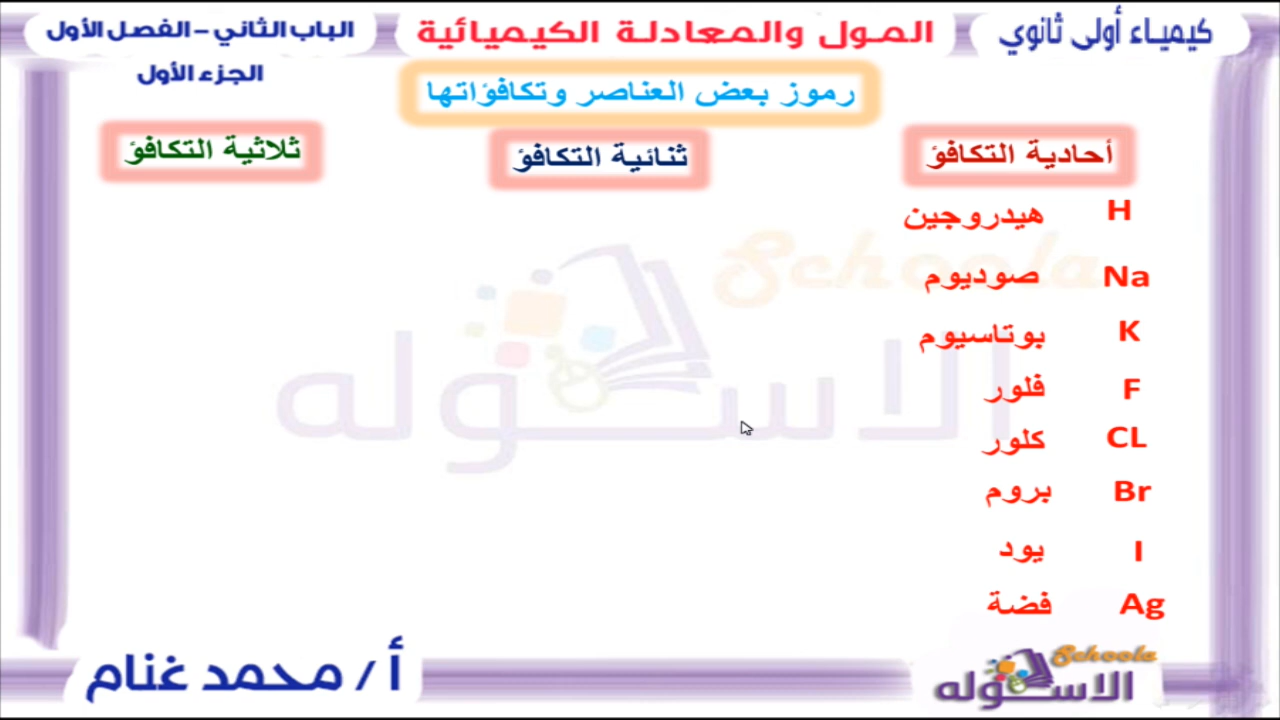 كيمياء أولى ثانوي
المول والمعادلة الكيميائية
الباب الثاني - الفصل الأول
الجزء الأول
رموز بعض العناصر وتكافؤاتها
أحادية التكافؤ
ثنائية التكافؤ
ثلاثية التكافؤ
H هيدروجين
Na صوديوم
K بوتاسيوم
F فلور
CL كلور
Br بروم
I يود
Ag فضة
Schoola
الاسكوله
Schoola
الاسكوله
أ / محمد غنام